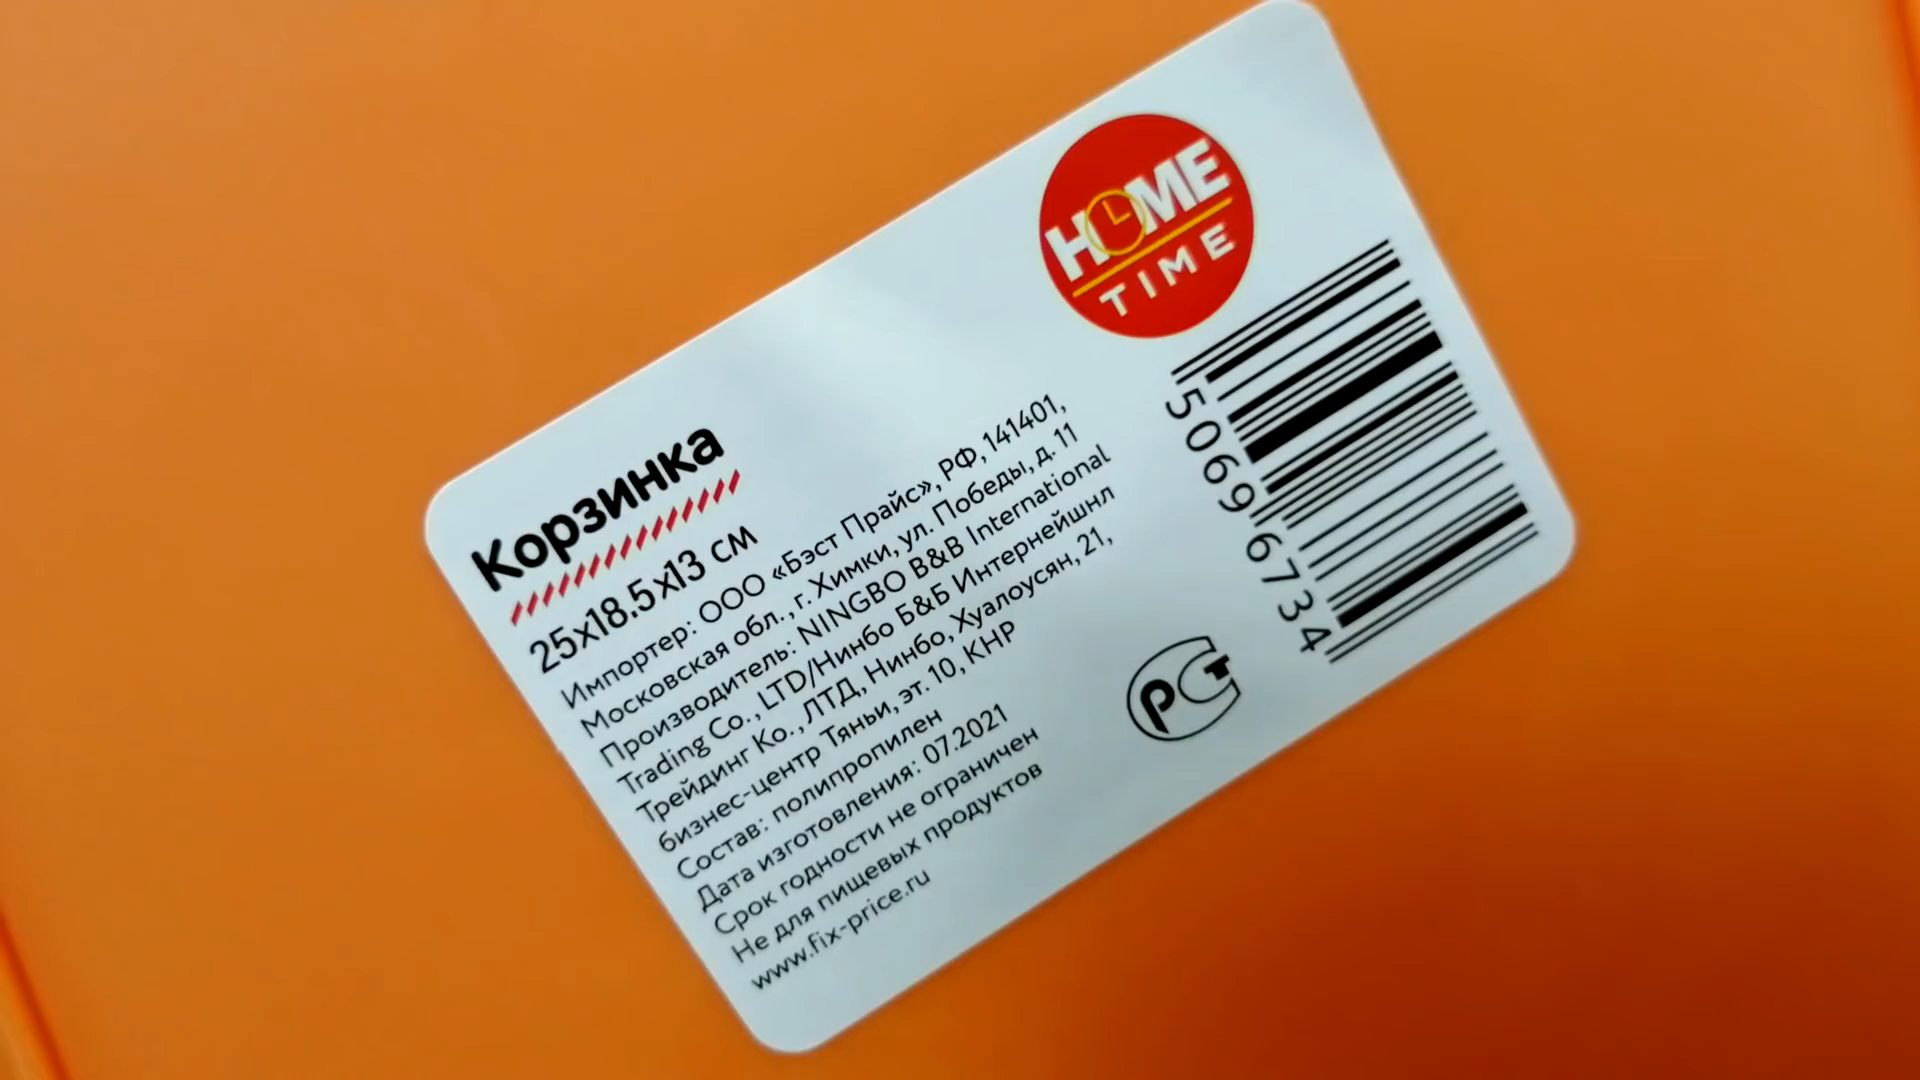 HOME
TIME
Корзинка
25x18.5x13 см
Импортер: ООО «Бэст Прайс», РФ, 141401,
Московская обл., г. Химки, ул. Победы, д. 11
Производитель: NINGBO B&B International
Trading Co., LTD/Нинбо Б&Б Интернейшнл
Трейдинг Ко., ЛТД, Нинбо, Хуалоусян, 21,
бизнес-центр Тяньи, эт. 10, КНР
Состав: полипропилен
Дата изготовления: 07.2021
Срок годности не ограничен
Не для пищевых продуктов
www.fix-price.ru
5069 6734
РСТ